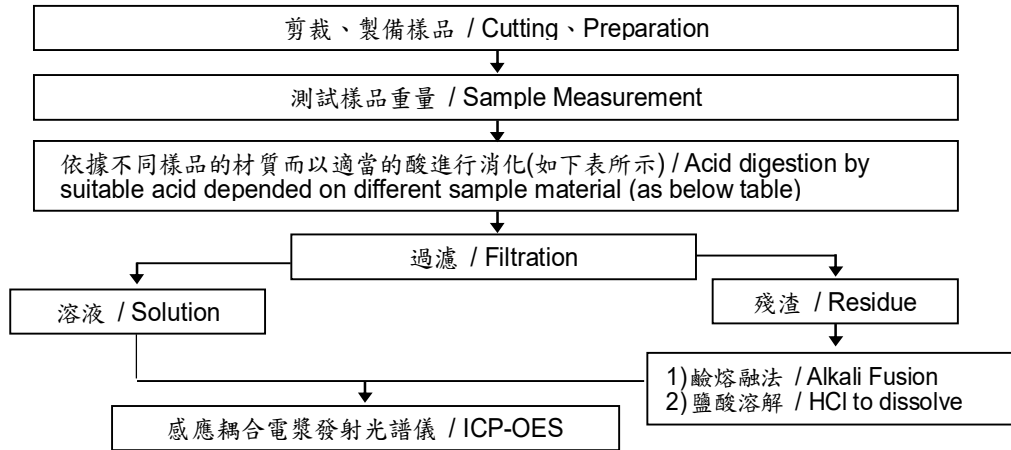 剪裁、製備樣品 / Cutting、Preparation
測試樣品重量 / Sample Measurement
依據不同樣品的材質而以適當的酸進行消化(如下表所示) / Acid digestion by
suitable acid depended on different sample material (as below table)
過濾 / Filtration
溶液 / Solution
殘渣 / Residue
1)鹼熔融法 / Alkali Fusion
2)鹽酸溶解 / HCl to dissolve
感應耦合電漿發射光譜儀 / ICP-OES